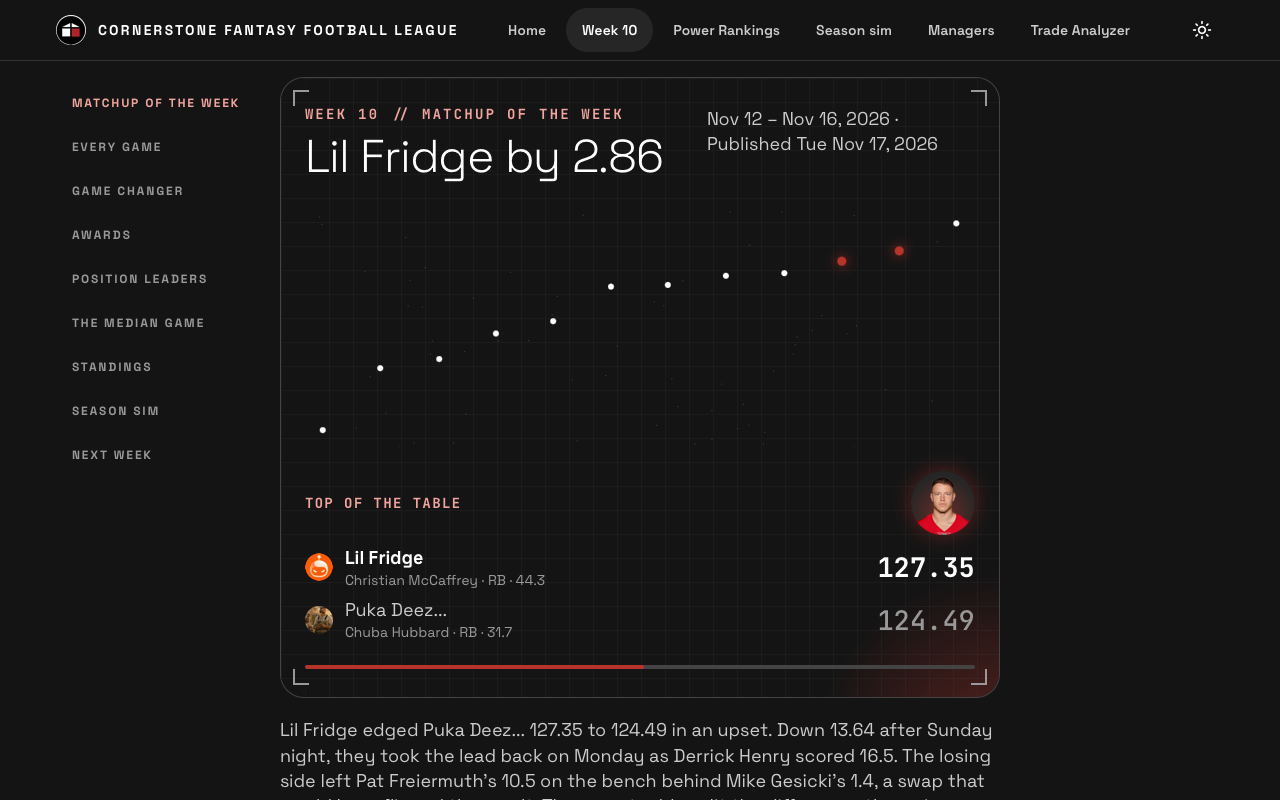 CORNERSTONE FANTASY FOOTBALL LEAGUE
Home
Week 10
Power Rankings
Season sim
Managers
Trade Analyzer
MATCHUP OF THE WEEK
EVERY GAME
GAME CHANGER
AWARDS
POSITION LEADERS
THE MEDIAN GAME
STANDINGS
SEASON SIM
NEXT WEEK
WEEK 10 // MATCHUP OF THE WEEK
Lil Fridge by 2.86
Nov 12 – Nov 16, 2026 ·
Published Tue Nov 17, 2026
TOP OF THE TABLE
Lil Fridge
Christian McCaffrey · RB · 44.3
127.35
Puka Deez...
Chuba Hubbard · RB · 31.7
124.49
Lil Fridge edged Puka Deez... 127.35 to 124.49 in an upset. Down 13.64 after Sunday
night, they took the lead back on Monday as Derrick Henry scored 16.5. The losing
side left Pat Freiermuth's 10.5 on the bench behind Mike Gesicki's 1.4, a swap that